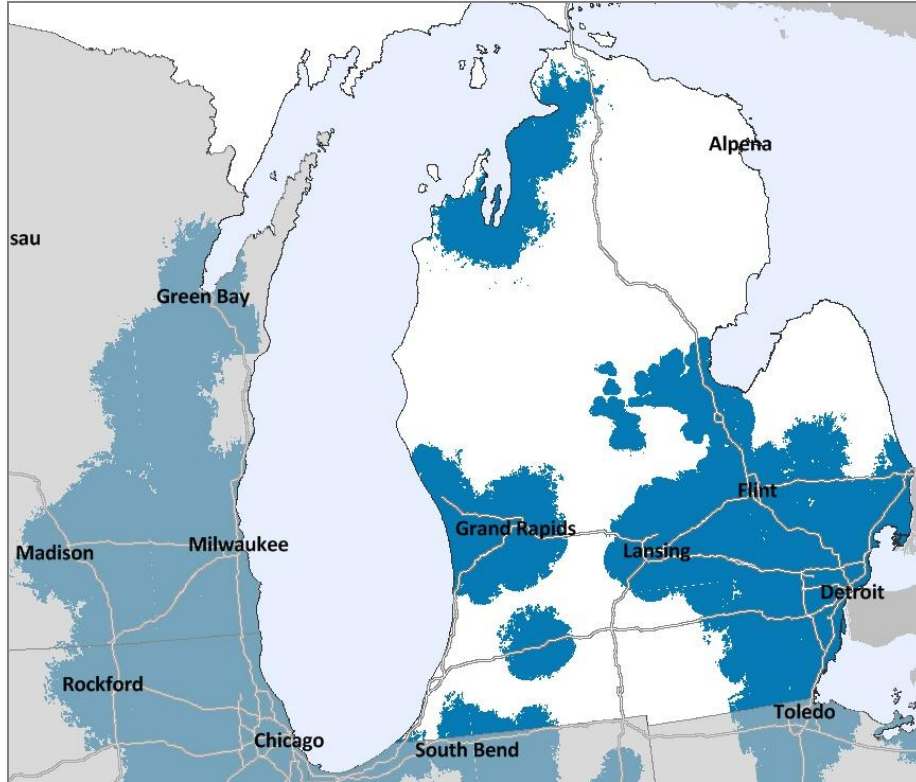 Alpena
sau
Green Bay
Flint
Grand Rapids
Madison
Milwaukee
Lansing
Detroit
Rockford
Toledo
Chicago
South Bend